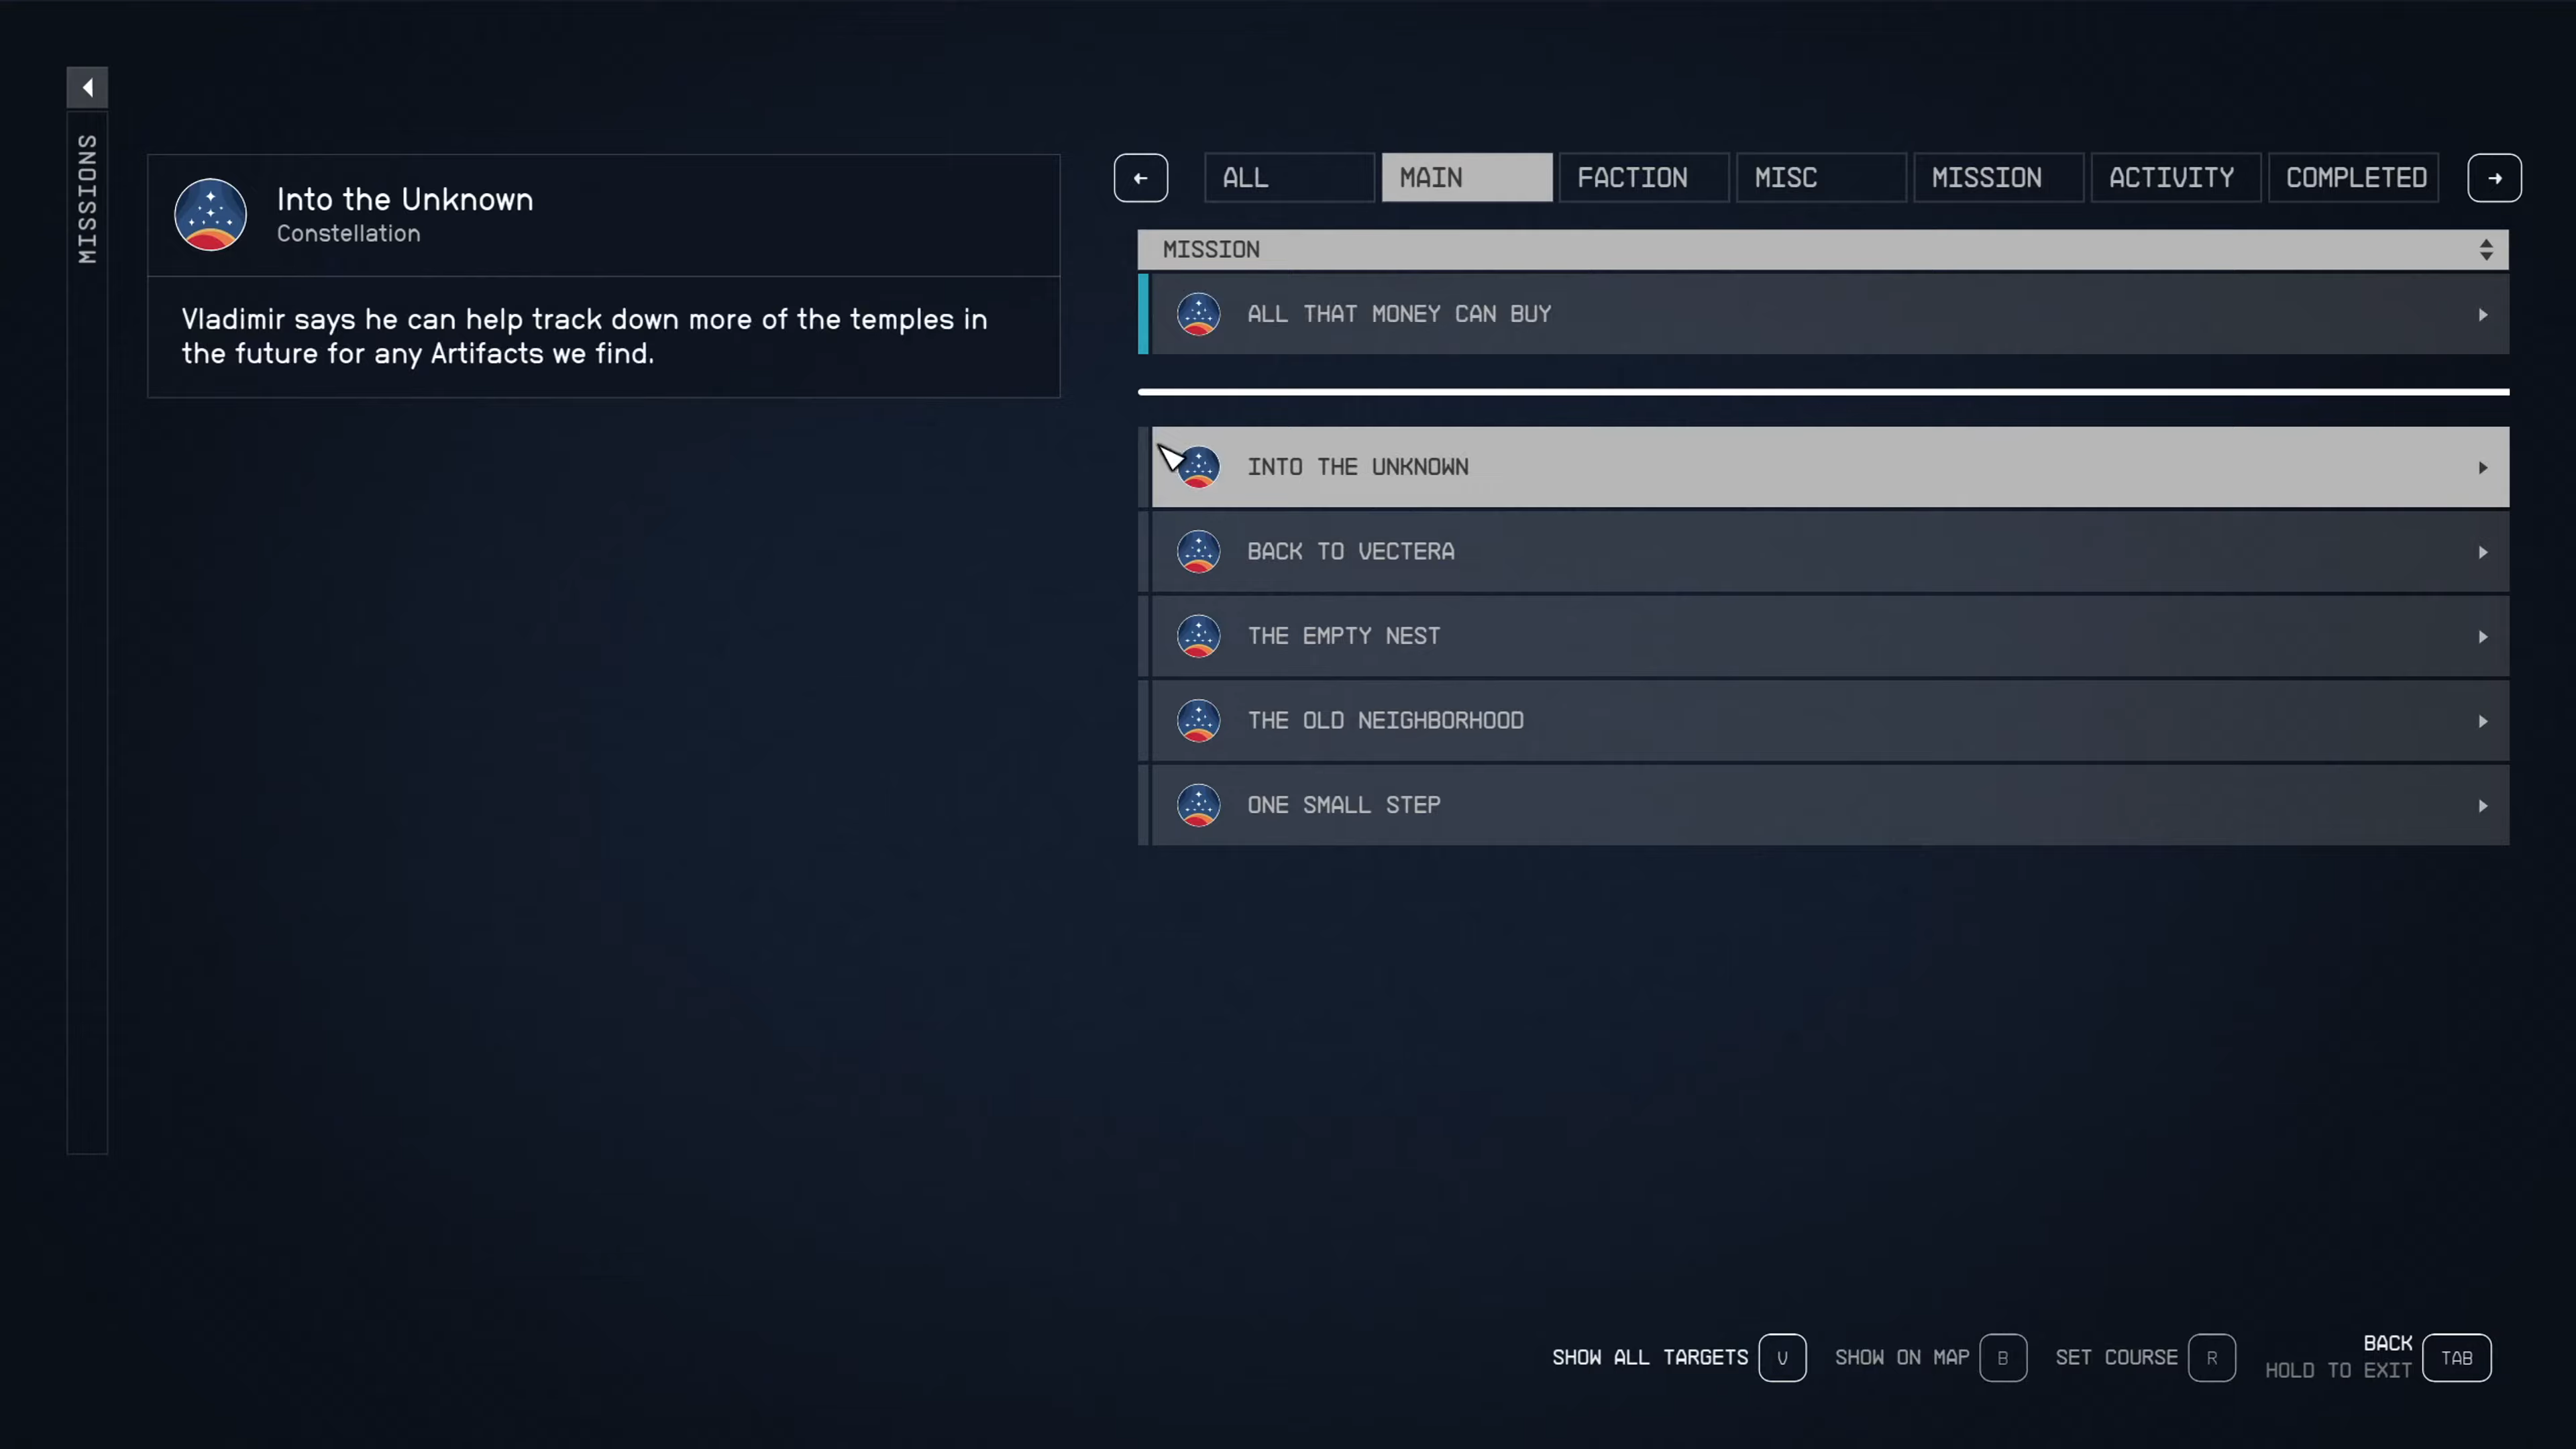 MISSIONS
Into the Unknown
Constellation
Vladimir says he can help track down more of the temples in
the future for any Artifacts we find.
ALL MAIN FACTION MISC MISSION ACTIVITY COMPLETED
MISSION
ALL THAT MONEY CAN BUY
INTO THE UNKNOWN
BACK TO VECTERA
THE EMPTY NEST
THE OLD NEIGHBORHOOD
ONE SMALL STEP
SHOW ALL TARGETS V SHOW ON MAP B SET COURSE R BACK TAB
HOLD TO EXIT